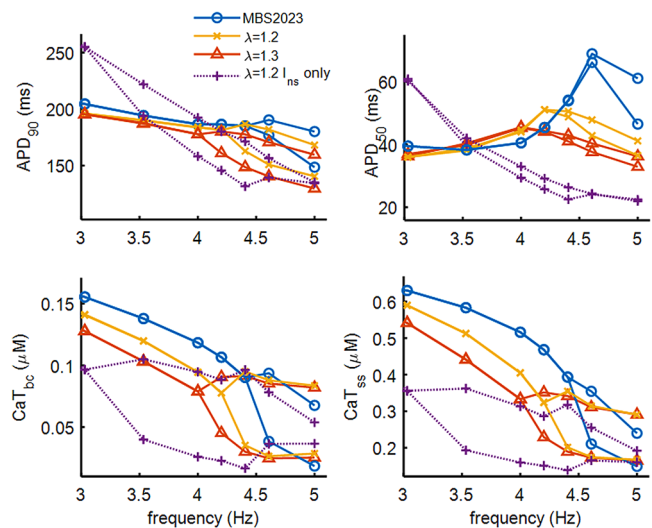 MBS2023
λ=1.2
λ=1.3
λ=1.2 Ins only
APD90 (ms)
250
200
150
3 3.5 4 4.5 5
APD50 (ms)
60
40
20
3 3.5 4 4.5 5
CaTbc (μM)
0.15
0.1
0.05
3 3.5 4 4.5 5
frequency (Hz)
CaTss (μM)
0.6
0.5
0.4
0.3
0.2
3 3.5 4 4.5 5
frequency (Hz)